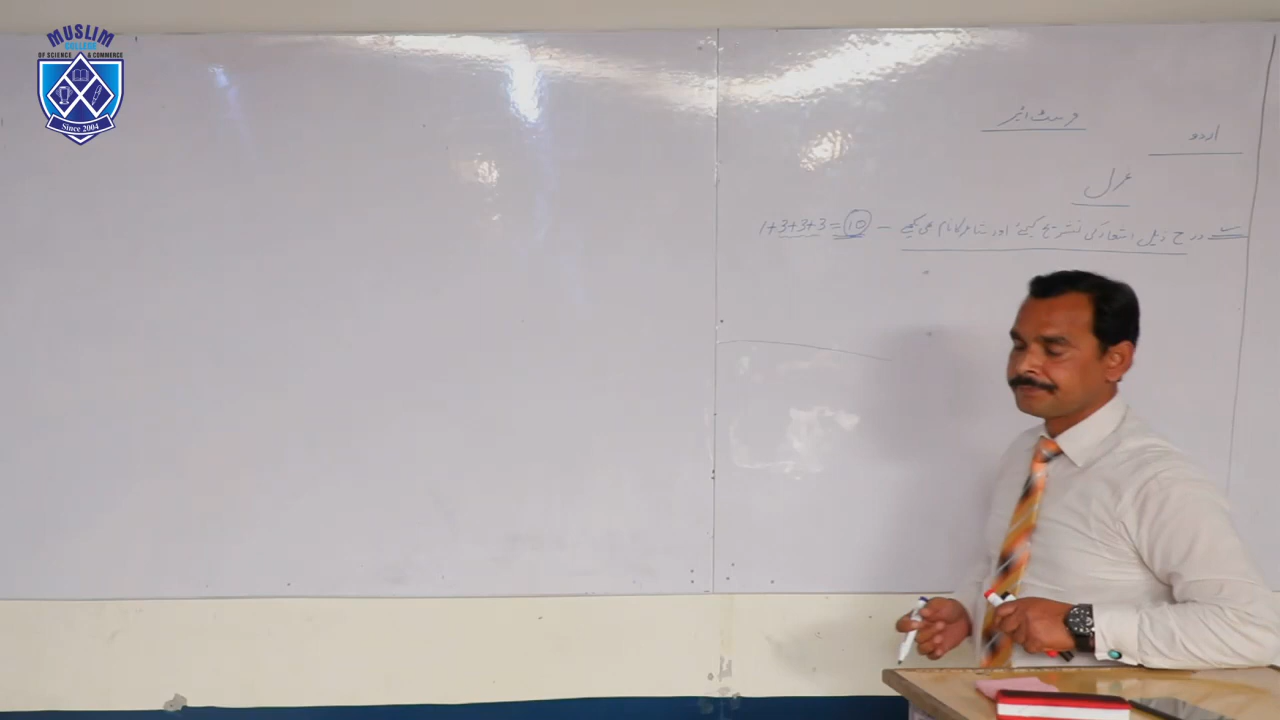 MUSLIM
COLLEGE
OF SCIENCE & COMMERCE
Since 2004
فرسٹ ائیر
اردو
غزل
درج ذیل اشعار کی تشریح کیجیے اور شاعر کا نام بھی لکھیے - 1+3+3+3=10